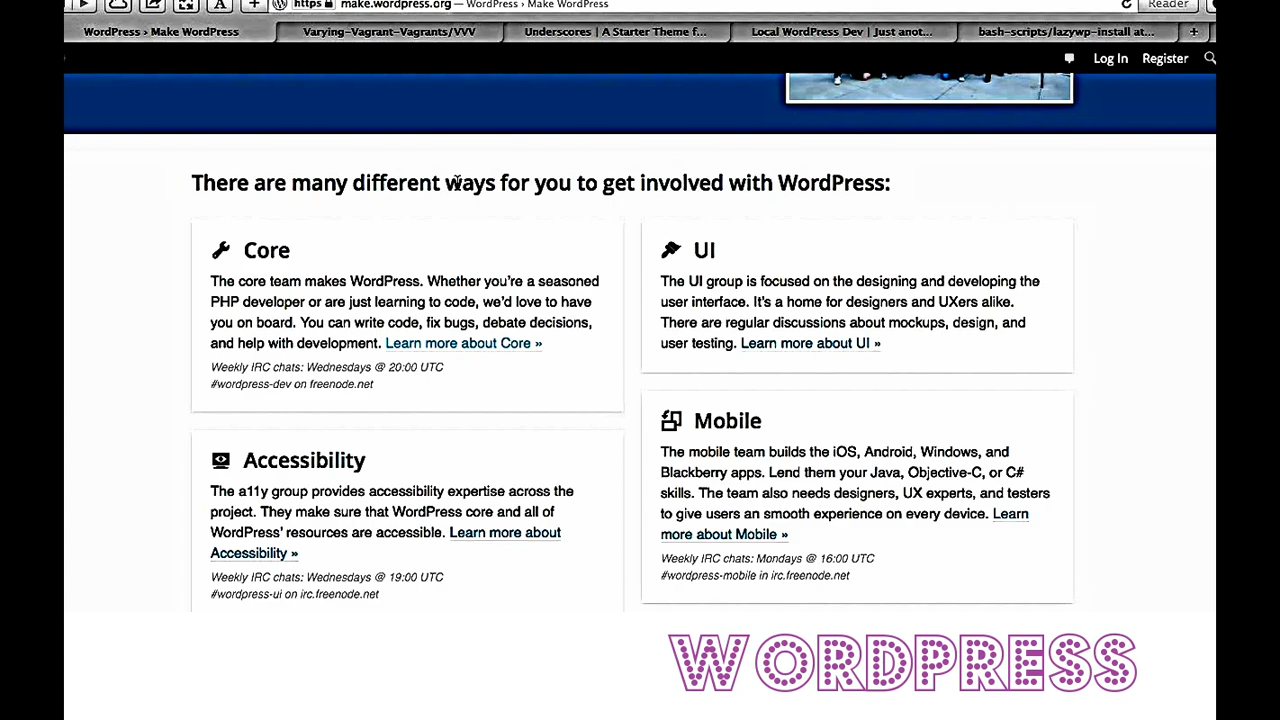 https make.wordpress.org — WordPress › Make WordPress
Reader
WordPress › Make WordPress
Varying-Vagrant-Vagrants/VVV
Underscores | A Starter Theme f...
Local WordPress Dev | Just anot...
bash-scripts/lazywp-install at...
Log In
Register
There are many different ways for you to get involved with WordPress:
Core
The core team makes WordPress. Whether you're a seasoned
PHP developer or are just learning to code, we'd love to have
you on board. You can write code, fix bugs, debate decisions,
and help with development. Learn more about Core »
Weekly IRC chats: Wednesdays @ 20:00 UTC
#wordpress-dev on freenode.net
Accessibility
The a11y group provides accessibility expertise across the
project. They make sure that WordPress core and all of
WordPress' resources are accessible. Learn more about
Accessibility »
Weekly IRC chats: Wednesdays @ 19:00 UTC
#wordpress-ui on irc.freenode.net
UI
The UI group is focused on the designing and developing the
user interface. It's a home for designers and UXers alike.
There are regular discussions about mockups, design, and
user testing. Learn more about UI »
Mobile
The mobile team builds the iOS, Android, Windows, and
Blackberry apps. Lend them your Java, Objective-C, or C#
skills. The team also needs designers, UX experts, and testers
to give users an smooth experience on every device. Learn
more about Mobile »
Weekly IRC chats: Mondays @ 16:00 UTC
#wordpress-mobile in irc.freenode.net
WORDPRESS